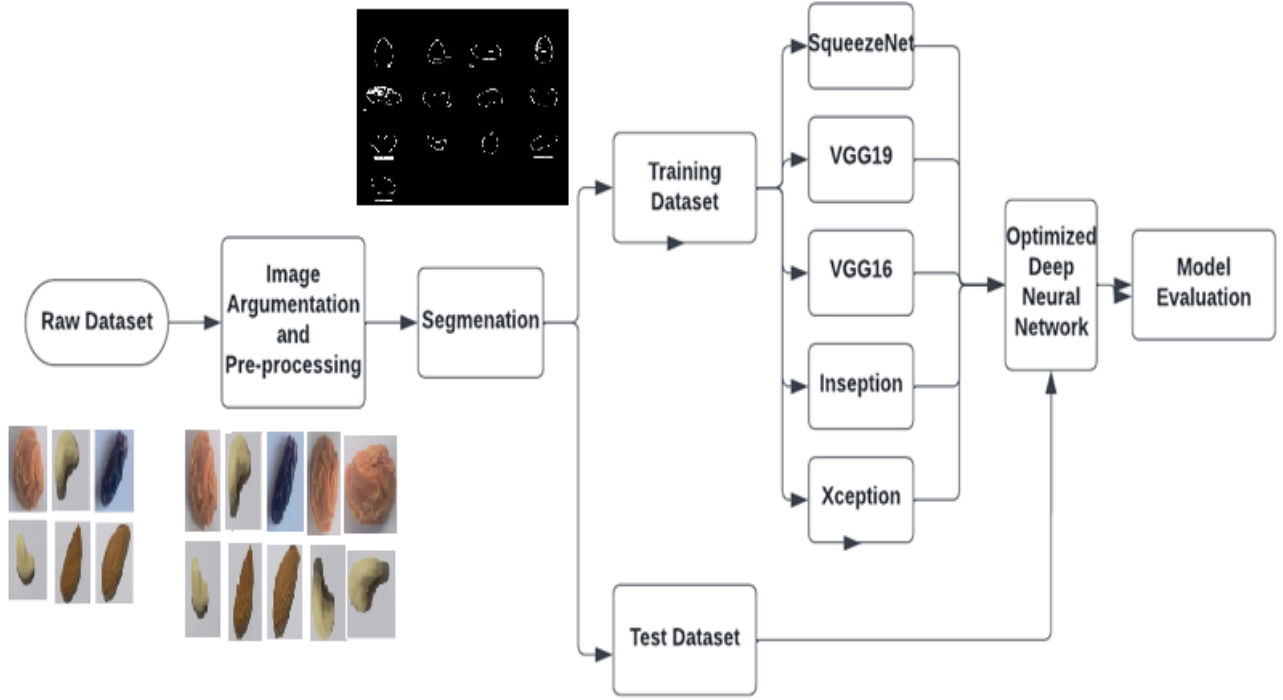 Raw Dataset
Image
Argumentation
and
Pre-processing
Segmenation
Training
Dataset
Test Dataset
SqueezeNet
VGG19
VGG16
Inseption
Xception
Optimized
Deep
Neural
Network
Model
Evaluation